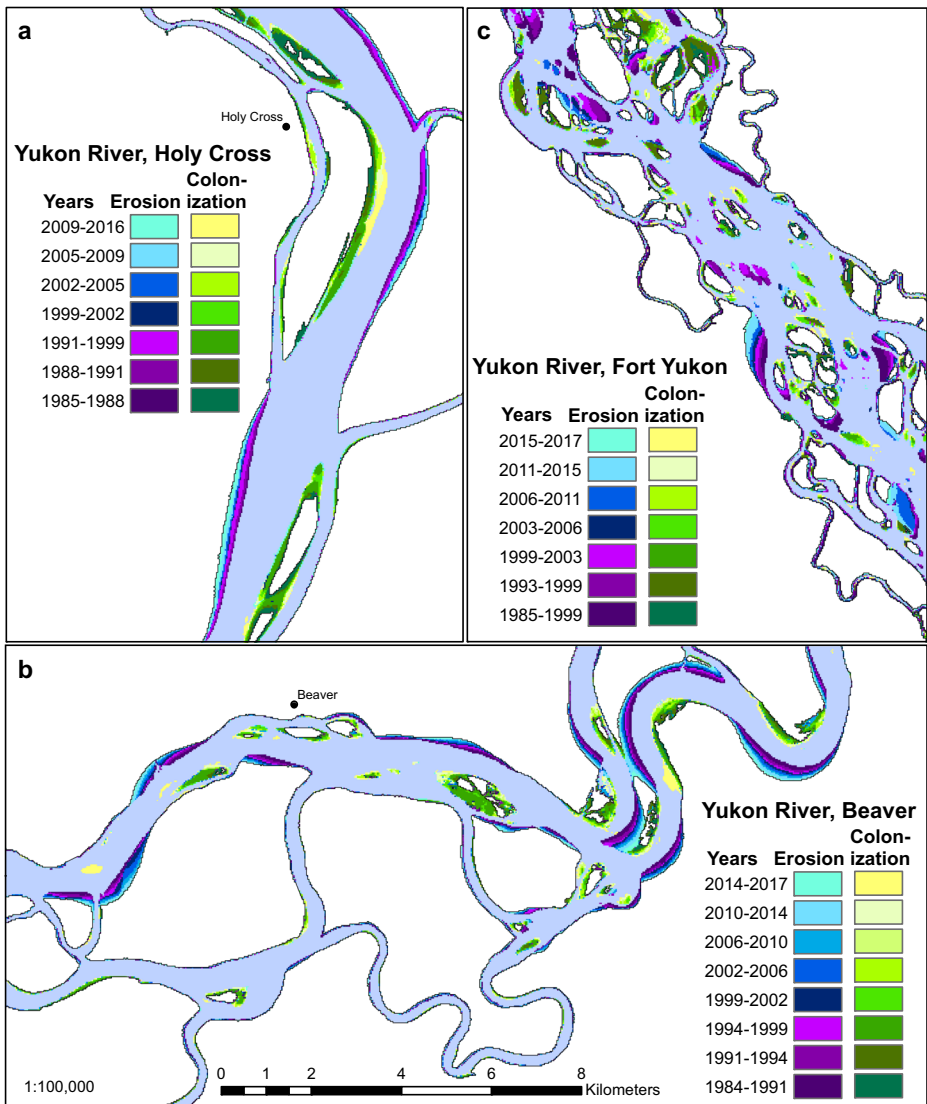 a
Holy Cross
Yukon River, Holy Cross
Years Erosion Colon-
ization
2009-2016
2005-2009
2002-2005
1999-2002
1991-1999
1988-1991
1985-1988
c
Yukon River, Fort Yukon
Years Erosion Colon-
ization
2015-2017
2011-2015
2006-2011
2003-2006
1999-2003
1993-1999
1985-1999
b
Beaver
Yukon River, Beaver
Years Erosion Colon-
ization
2014-2017
2010-2014
2006-2010
2002-2006
1999-2002
1994-1999
1991-1994
1984-1991
1:100,000
0 1 2 4 6 8
Kilometers